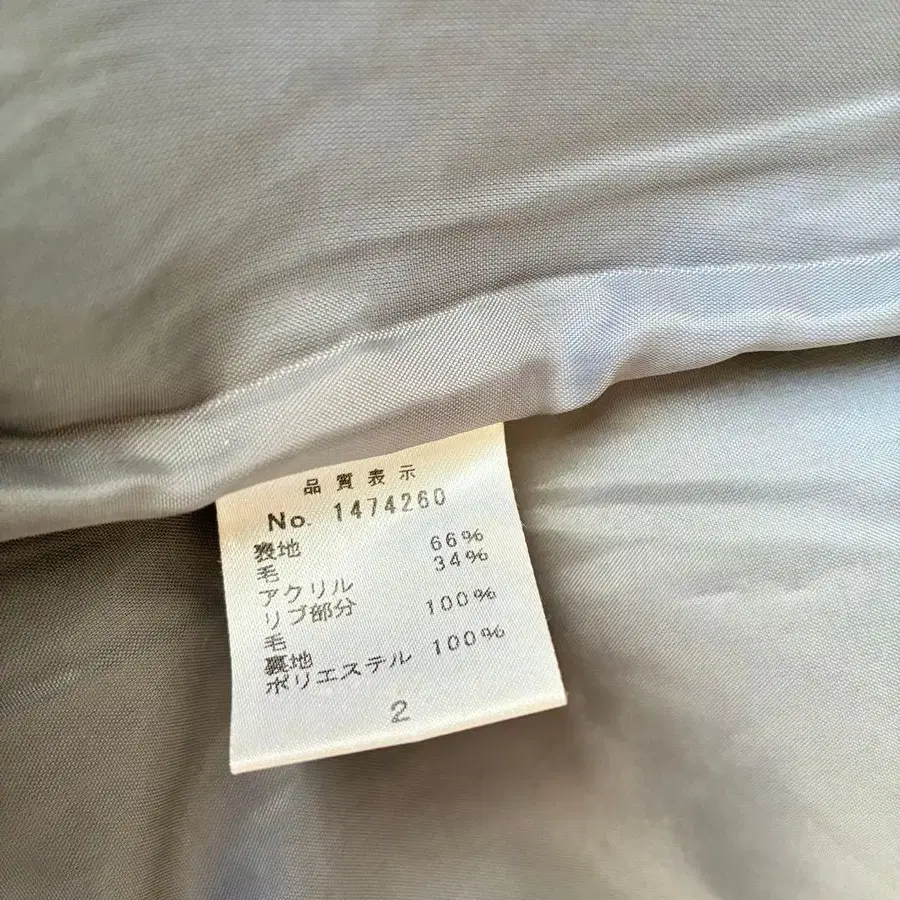 品質表示
No. 1474260
表地
毛 66%
アクリル 34%
リブ部分
毛 100%
裏地
ポリエステル 100%
2